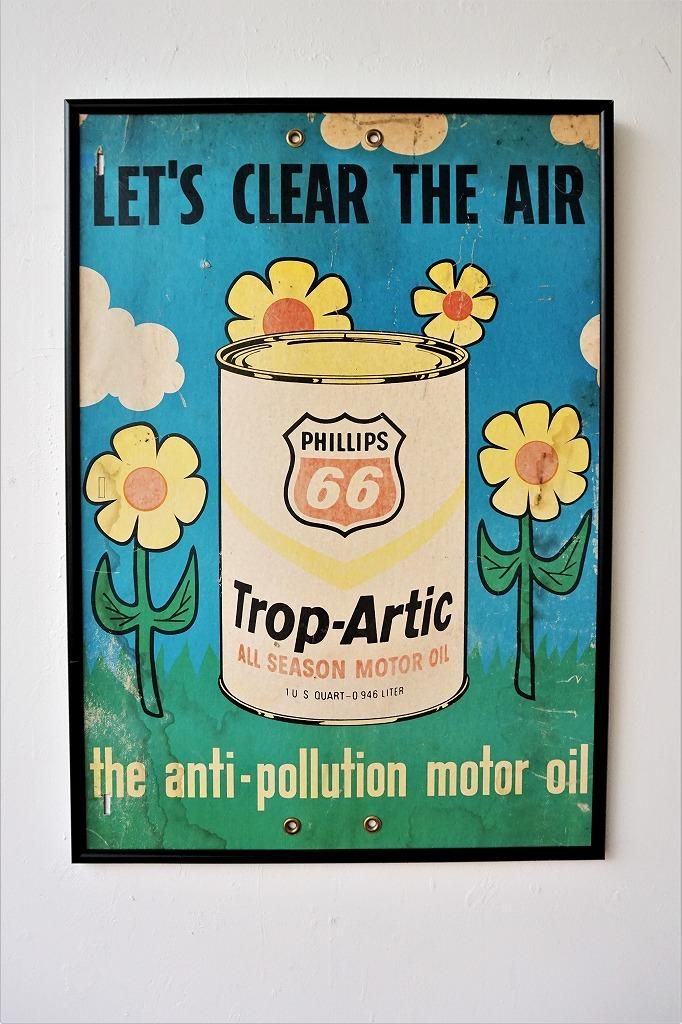 LET'S CLEAR THE AIR
PHILLIPS
66
Trop-Artic
ALL SEASON MOTOR OIL
1 U S QUART-0 946 LITER
the anti-pollution motor oil